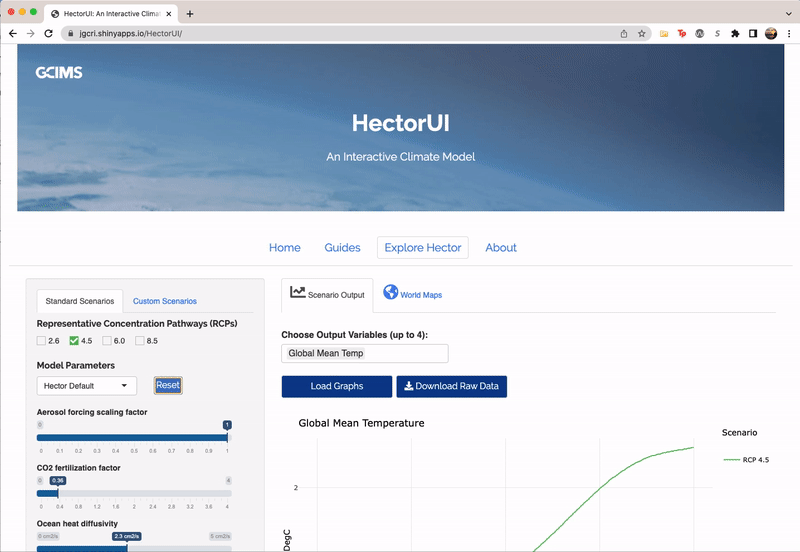 HectorUI: An Interactive Clima
jgcri.shinyapps.io/HectorUI/
GCIMS
HectorUI
An Interactive Climate Model
Home Guides Explore Hector About
Standard Scenarios Custom Scenarios
Representative Concentration Pathways (RCPs)
2.6 4.5 6.0 8.5
Model Parameters
Hector Default Reset
Aerosol forcing scaling factor
0 1
0 0.1 0.2 0.3 0.4 0.5 0.6 0.7 0.8 0.9 1
CO2 fertilization factor
0 0.36 4
0 0.4 0.8 1.2 1.6 2 2.4 2.8 3.2 3.6 4
Ocean heat diffusivity
0 cm2/s 2.3 cm2/s 5 cm2/s
Scenario Output World Maps
Choose Output Variables (up to 4):
Global Mean Temp
Load Graphs Download Raw Data
Global Mean Temperature
Scenario
RCP 4.5
2
DegC